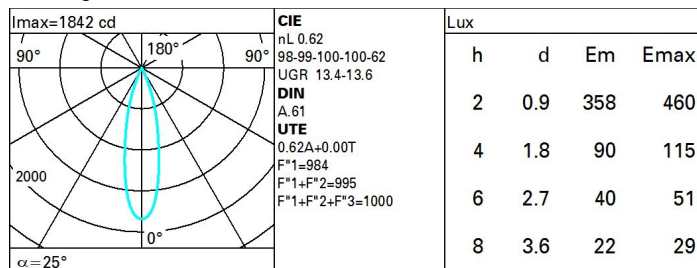 Imax=1842 cd
90°
180°
90°
2000
0°
α=25°
CIE
nL 0.62
98-99-100-100-62
UGR 13.4-13.6
DIN
A.61
UTE
0.62A+0.00T
F"1=984
F"1+F"2=995
F"1+F"2+F"3=1000
Lux
h d Em Emax
2 0.9 358 460
4 1.8 90 115
6 2.7 40 51
8 3.6 22 29